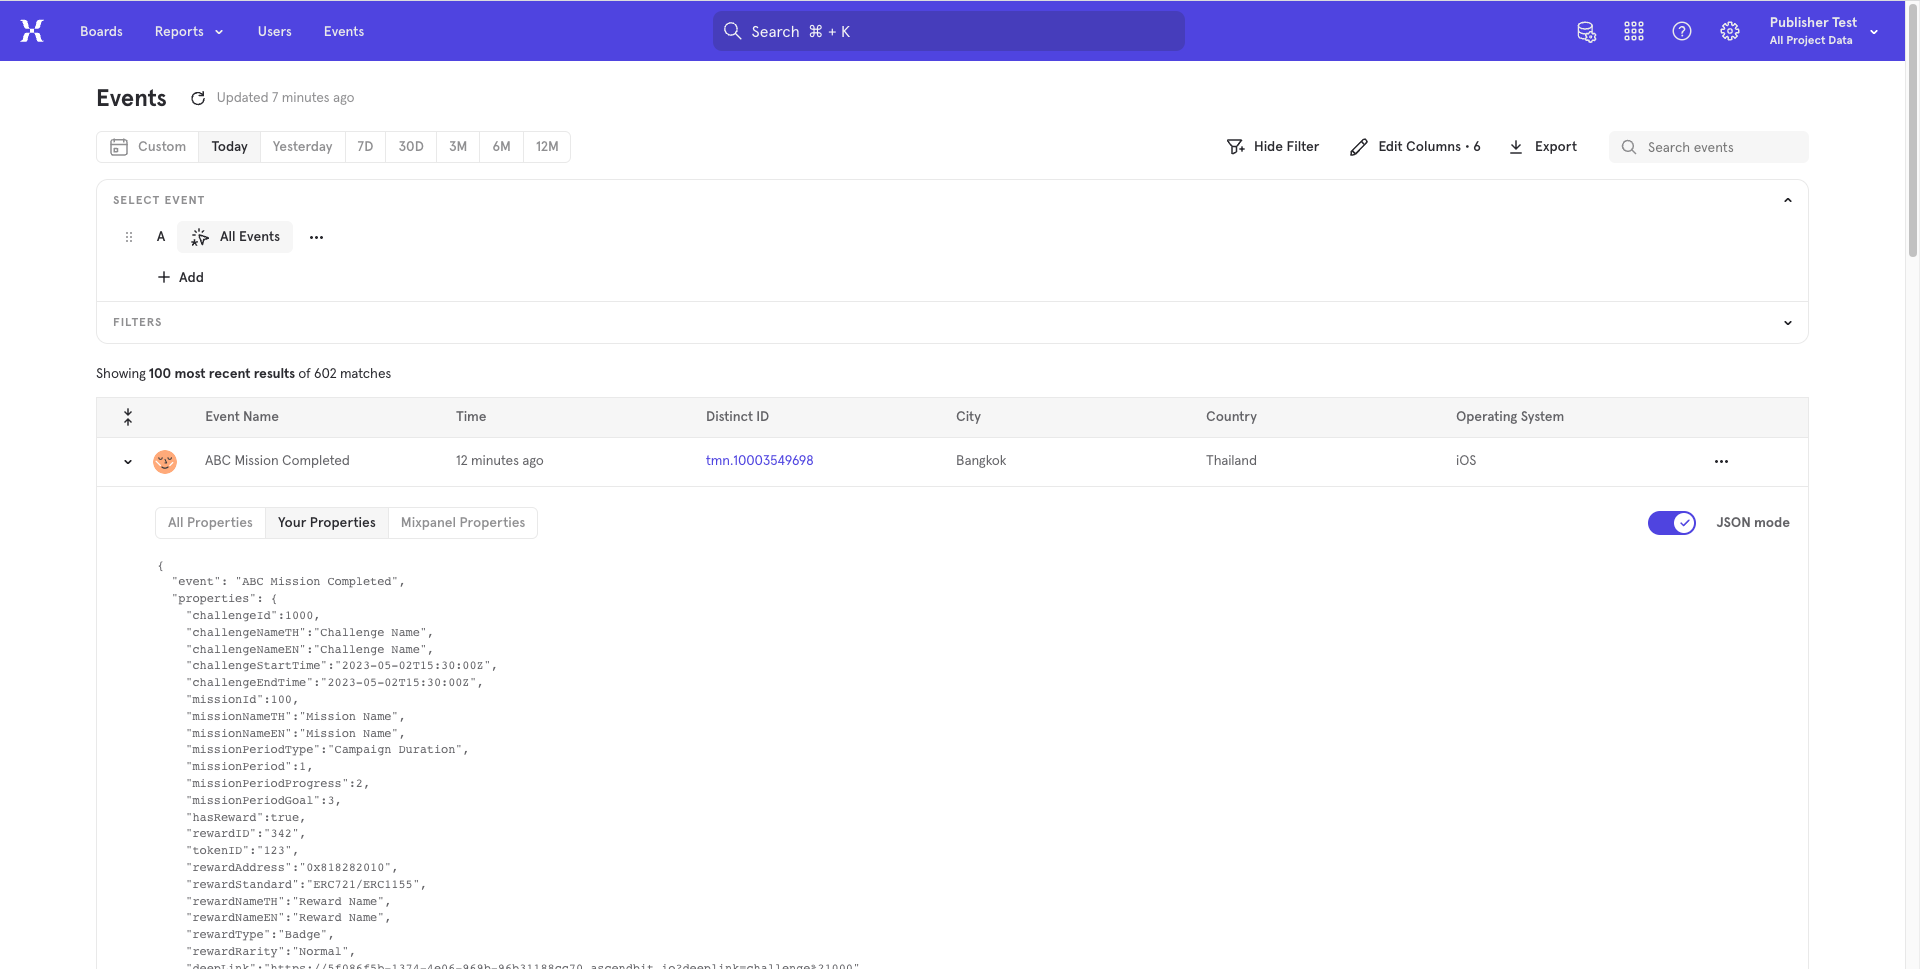 Boards Reports Users Events Search ⌘ + K Publisher Test
All Project Data
Events Updated 7 minutes ago
Custom Today Yesterday 7D 30D 3M 6M 12M Hide Filter Edit Columns • 6 Export Search events
SELECT EVENT
A All Events ...
+ Add
FILTERS
Showing 100 most recent results of 602 matches
Event Name Time Distinct ID City Country Operating System
ABC Mission Completed 12 minutes ago tmn.10003549698 Bangkok Thailand iOS ...
All Properties Your Properties Mixpanel Properties JSON mode
{
"event": "ABC Mission Completed",
"properties": {
"challengeId":1000,
"challengeNameTH":"Challenge Name",
"challengeNameEN":"Challenge Name",
"challengeStartTime":"2023-05-02T15:30:00Z",
"challengeEndTime":"2023-05-02T15:30:00Z",
"missionId":100,
"missionNameTH":"Mission Name",
"missionNameEN":"Mission Name",
"missionPeriodType":"Campaign Duration",
"missionPeriod":1,
"missionPeriodProgress":2,
"missionPeriodGoal":3,
"hasReward":true,
"rewardID":"342",
"tokenID":"123",
"rewardAddress":"0x818282010",
"rewardStandard":"ERC721/ERC1155",
"rewardNameTH":"Reward Name",
"rewardNameEN":"Reward Name",
"rewardType":"Badge",
"rewardRarity":"Normal",
"deepLink":"https://5f086f5b-1374-4e06-969b-96b31188cc70.ascendbit.io?deeplink=challenge%21000"